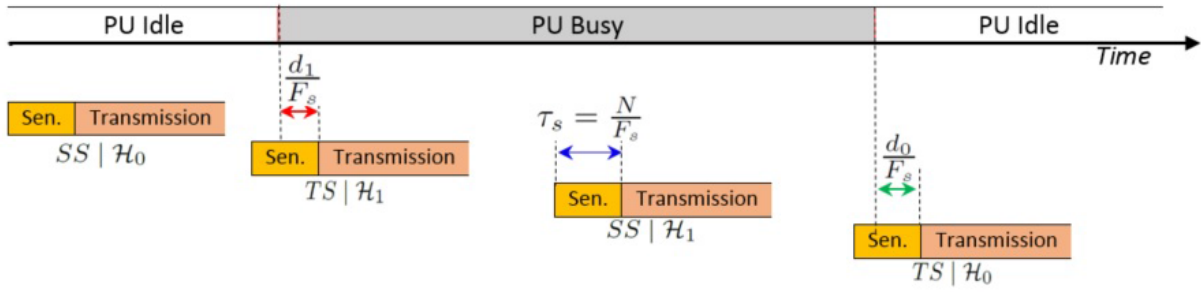 PU Idle PU Busy PU Idle
Time
d₁/Fₛ
Sen. Transmission
SS | ℋ₀
Sen. Transmission
TS | ℋ₁
τₛ = N/Fₛ
Sen. Transmission
SS | ℋ₁
d₀/Fₛ
Sen. Transmission
TS | ℋ₀